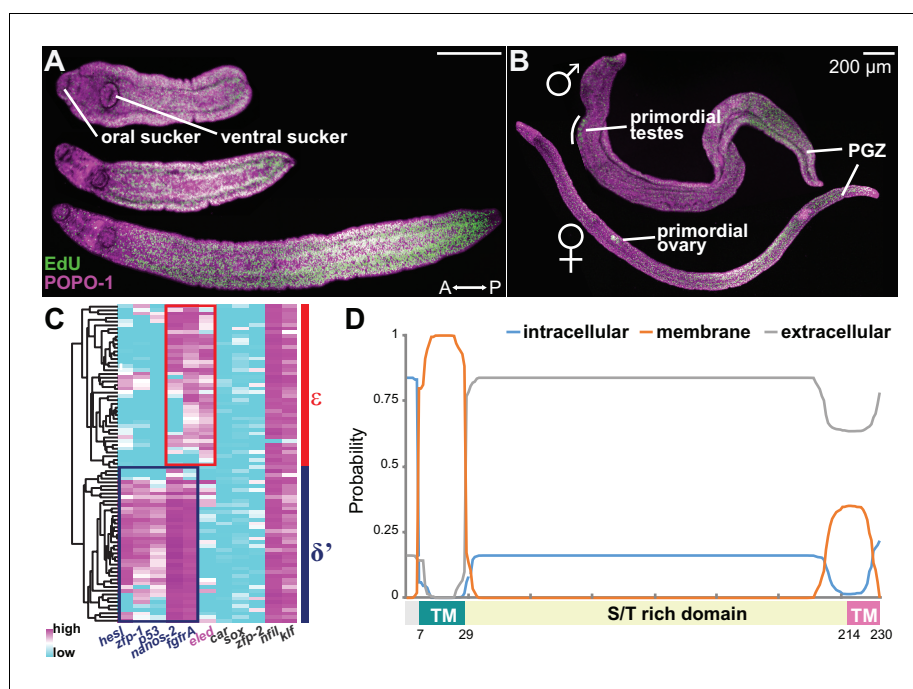 A
oral sucker
ventral sucker
EdU
POPO-1
A
P
B
200 µm
♂
primordial
testes
PGZ
♀
primordial
ovary
C
ε
δ'
high
low
hesl
zfp-1
p53
nanos-2
fgfrA
eled
car
sox
zfp-2
nfil
klf
D
intracellular
membrane
extracellular
Probability
1
0.75
0.5
0.25
0
TM
S/T rich domain
TM
7
29
214
230